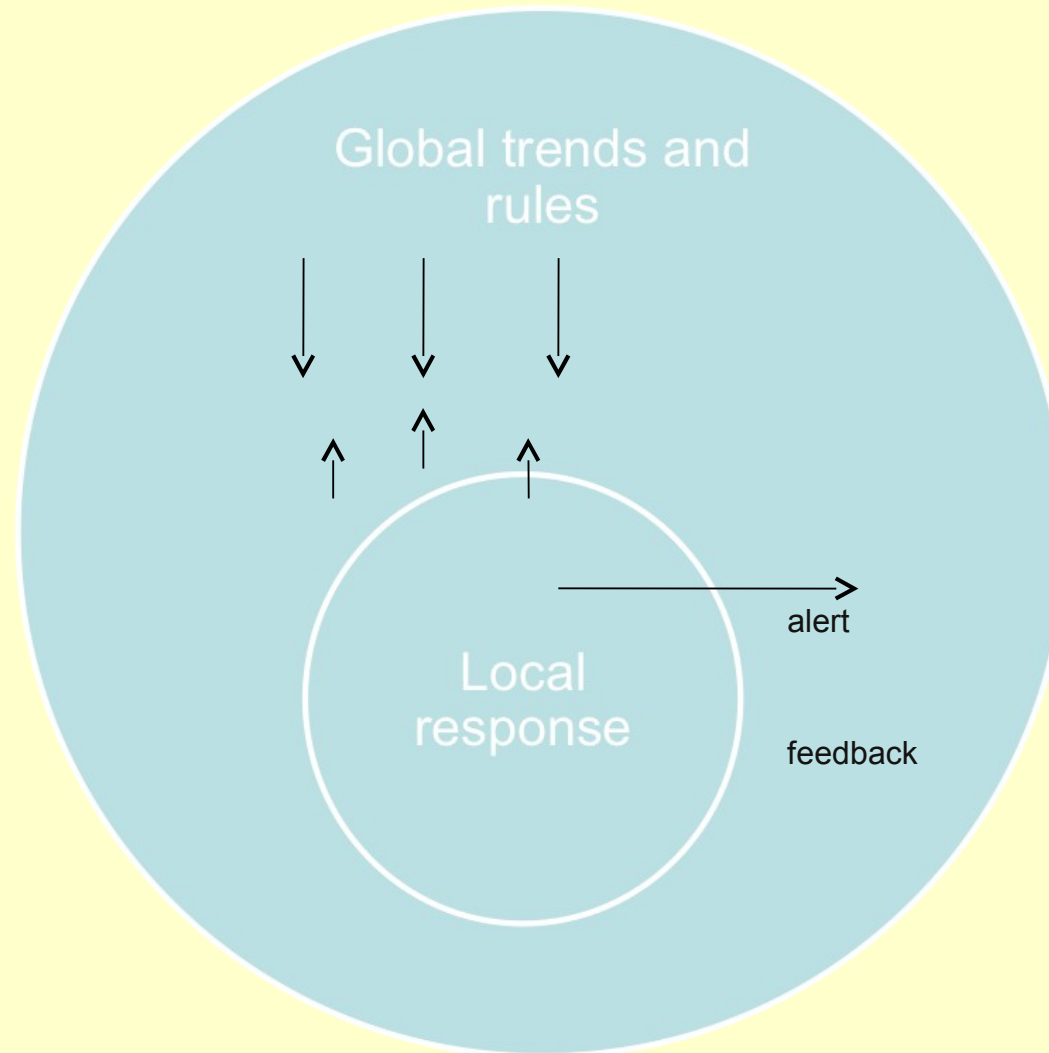 Global trends and
rules
alert
Local
response
feedback